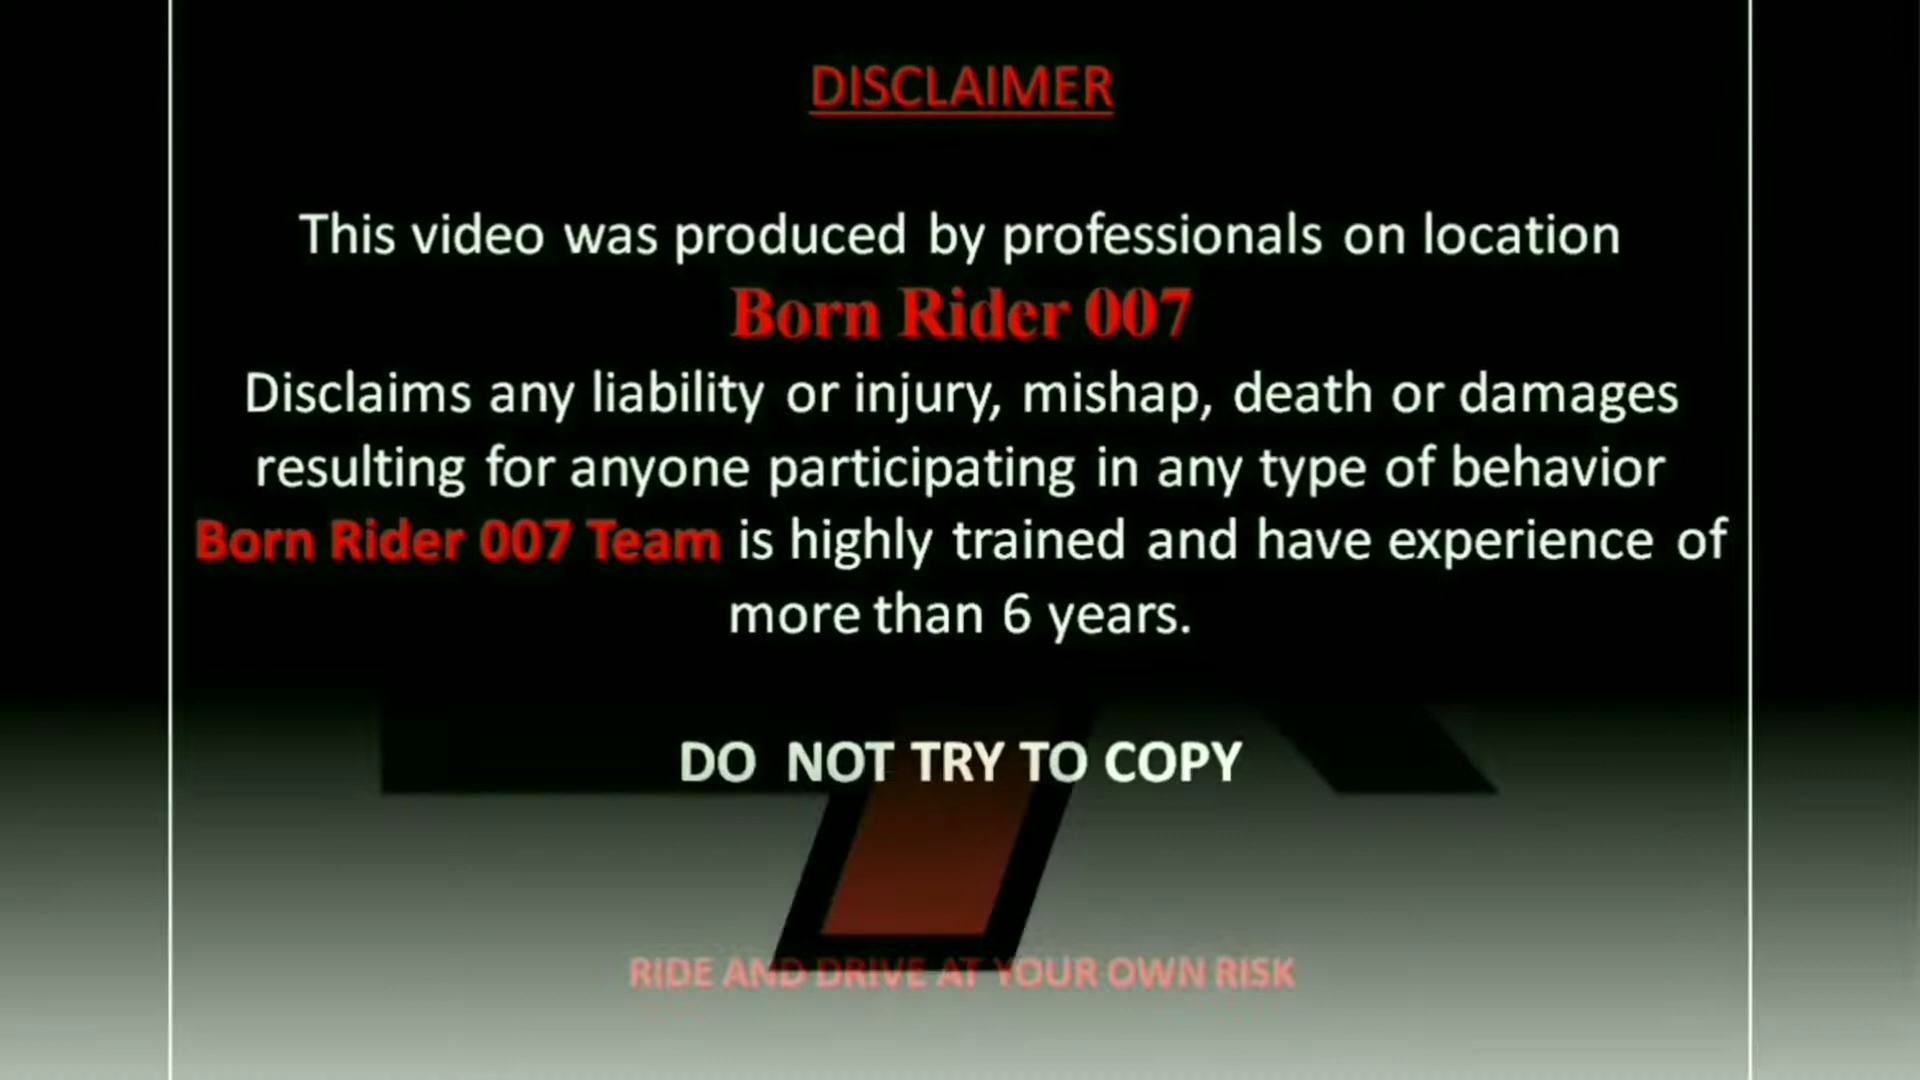 DISCLAIMER
This video was produced by professionals on location
Born Rider 007
Disclaims any liability or injury, mishap, death or damages
resulting for anyone participating in any type of behavior
Born Rider 007 Team is highly trained and have experience of
more than 6 years.
DO NOT TRY TO COPY
RIDE AND DRIVE AT YOUR OWN RISK